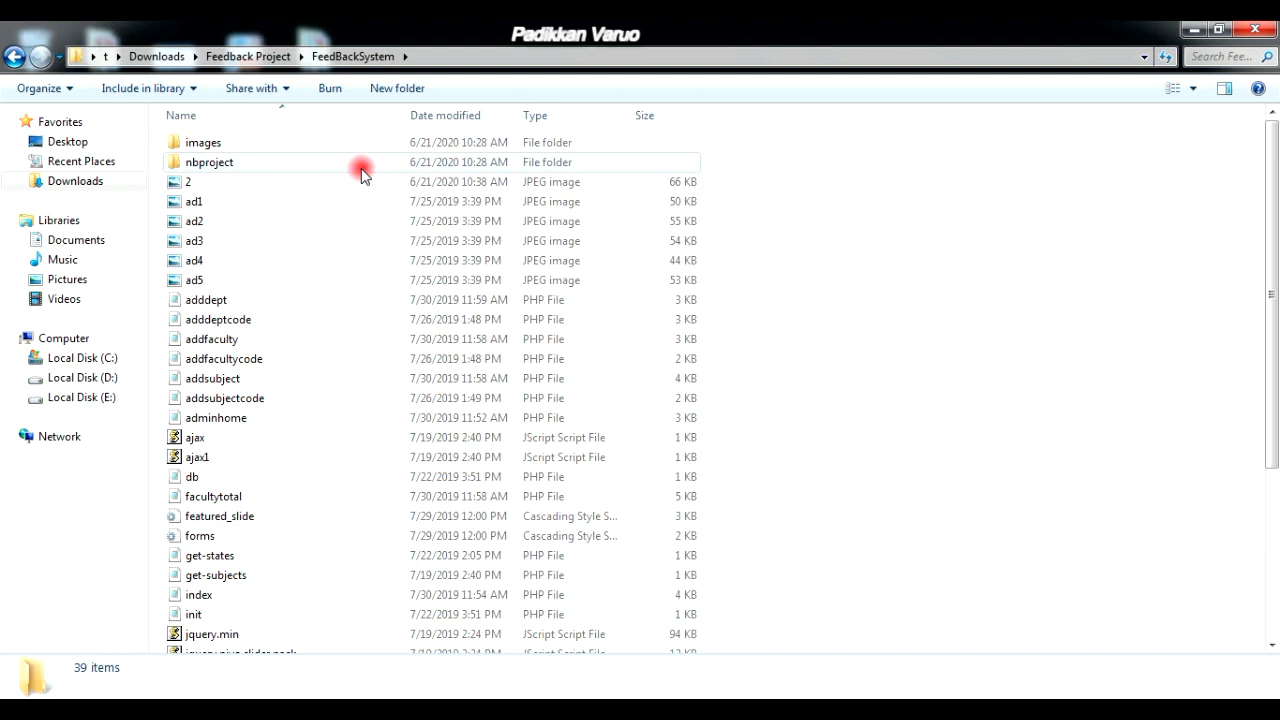 Padikkan Varuo
t Downloads Feedback Project FeedBackSystem
Search Fee...
Organize Include in library Share with Burn New folder
Name Date modified Type Size
Favorites
Desktop
Recent Places
Downloads
Libraries
Documents
Music
Pictures
Videos
Computer
Local Disk (C:)
Local Disk (D:)
Local Disk (E:)
Network
images 6/21/2020 10:28 AM File folder
nbproject 6/21/2020 10:28 AM File folder
2 6/21/2020 10:38 AM JPEG image 66 KB
ad1 7/25/2019 3:39 PM JPEG image 50 KB
ad2 7/25/2019 3:39 PM JPEG image 55 KB
ad3 7/25/2019 3:39 PM JPEG image 54 KB
ad4 7/25/2019 3:39 PM JPEG image 44 KB
ad5 7/25/2019 3:39 PM JPEG image 53 KB
adddept 7/30/2019 11:59 AM PHP File 3 KB
adddeptcode 7/26/2019 1:48 PM PHP File 3 KB
addfaculty 7/30/2019 11:58 AM PHP File 3 KB
addfacultycode 7/26/2019 1:48 PM PHP File 2 KB
addsubject 7/30/2019 11:58 AM PHP File 4 KB
addsubjectcode 7/26/2019 1:49 PM PHP File 2 KB
adminhome 7/30/2019 11:52 AM PHP File 3 KB
ajax 7/19/2019 2:40 PM JScript Script File 1 KB
ajax1 7/19/2019 2:40 PM JScript Script File 1 KB
db 7/22/2019 3:51 PM PHP File 1 KB
facultytotal 7/30/2019 11:58 AM PHP File 5 KB
featured_slide 7/29/2019 12:00 PM Cascading Style S... 3 KB
forms 7/29/2019 12:00 PM Cascading Style S... 2 KB
get-states 7/22/2019 2:05 PM PHP File 1 KB
get-subjects 7/19/2019 2:40 PM PHP File 1 KB
index 7/30/2019 11:54 AM PHP File 1 KB
init 7/22/2019 3:51 PM PHP File 1 KB
jquery.min 7/19/2019 2:24 PM JScript Script File 94 KB
39 items